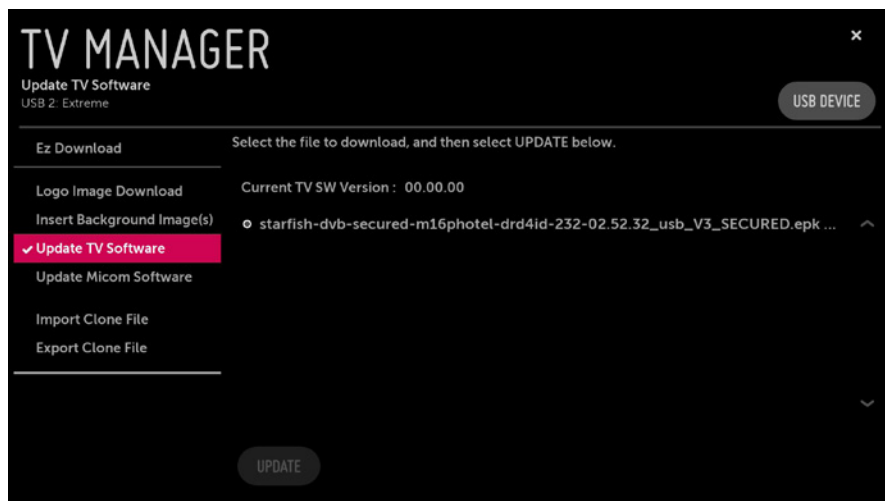 TV MANAGER
×
Update TV Software
USB 2: Extreme
USB DEVICE
Ez Download
Select the file to download, and then select UPDATE below.
Logo Image Download
Current TV SW Version : 00.00.00
Insert Background Image(s)
starfish-dvb-secured-m16photel-drd4id-232-02.52.32_usb_V3_SECURED.epk ...
Update TV Software
Update Micom Software
Import Clone File
Export Clone File
UPDATE